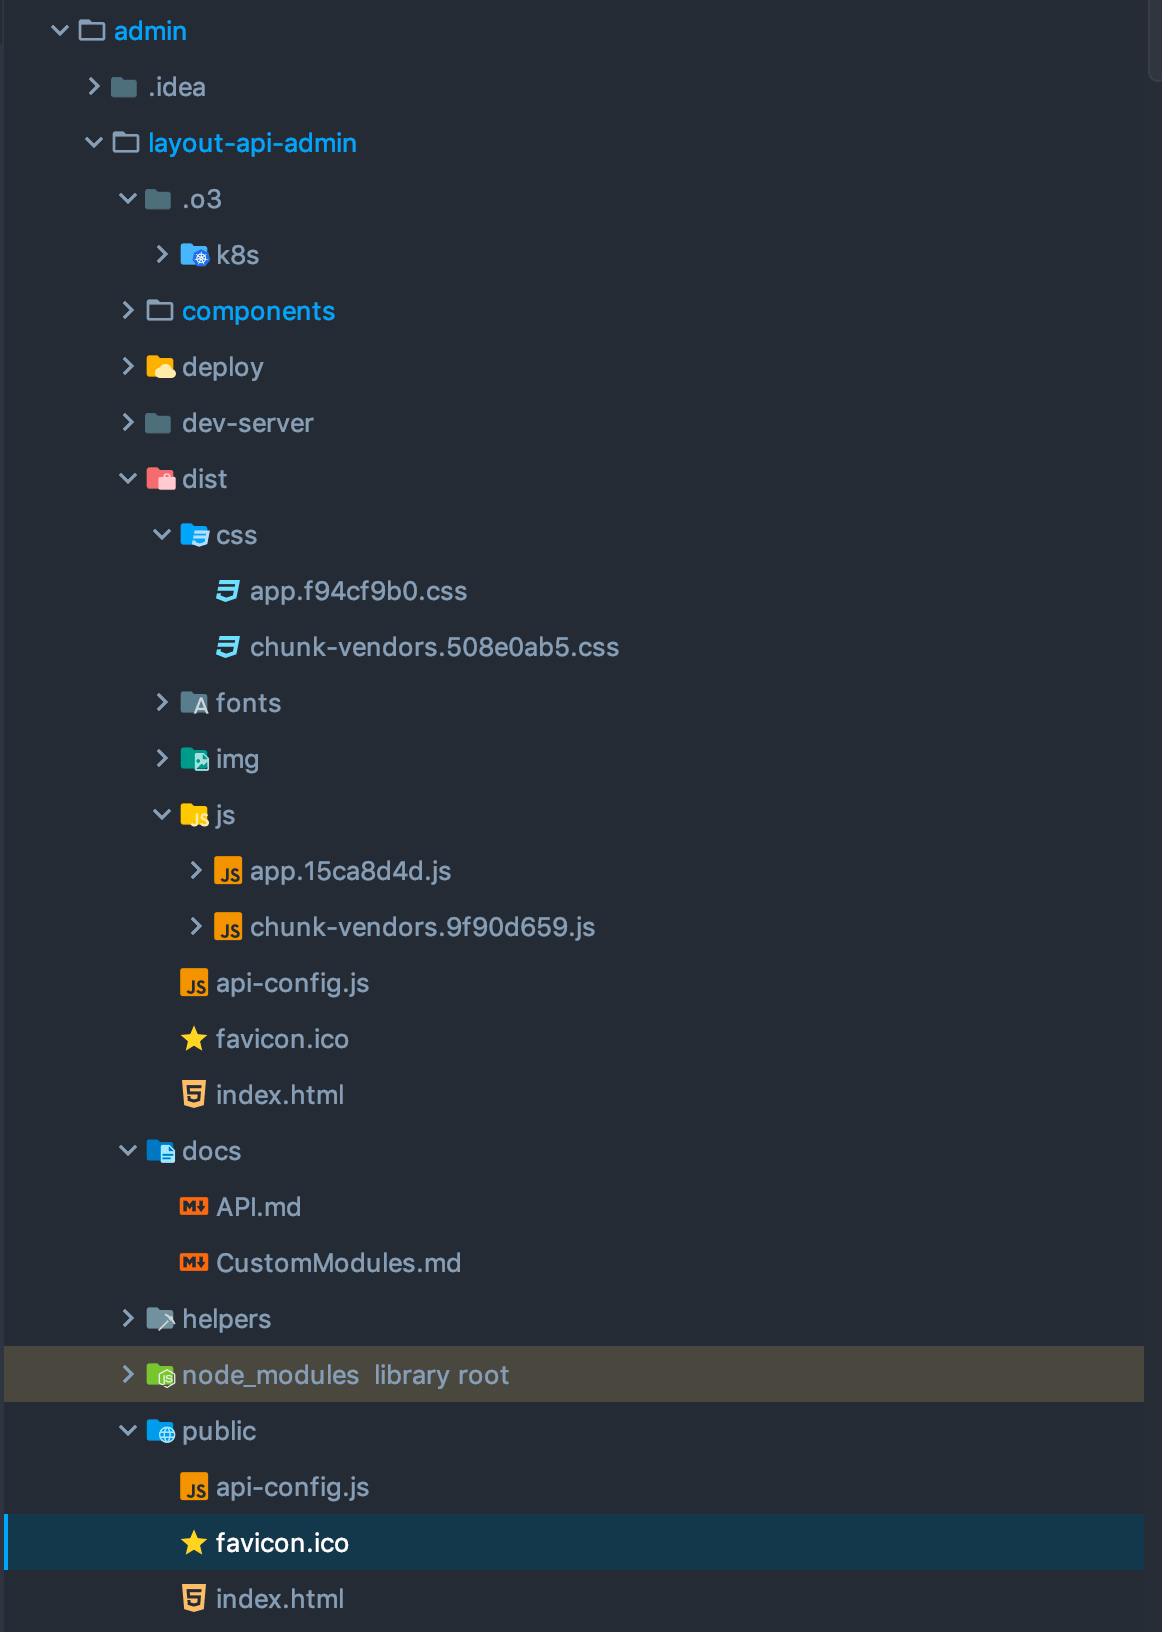 admin
.idea
layout-api-admin
.o3
k8s
components
deploy
dev-server
dist
css
app.f94cf9b0.css
chunk-vendors.508e0ab5.css
fonts
img
js
app.15ca8d4d.js
chunk-vendors.9f90d659.js
api-config.js
favicon.ico
index.html
docs
API.md
CustomModules.md
helpers
node_modules library root
public
api-config.js
favicon.ico
index.html